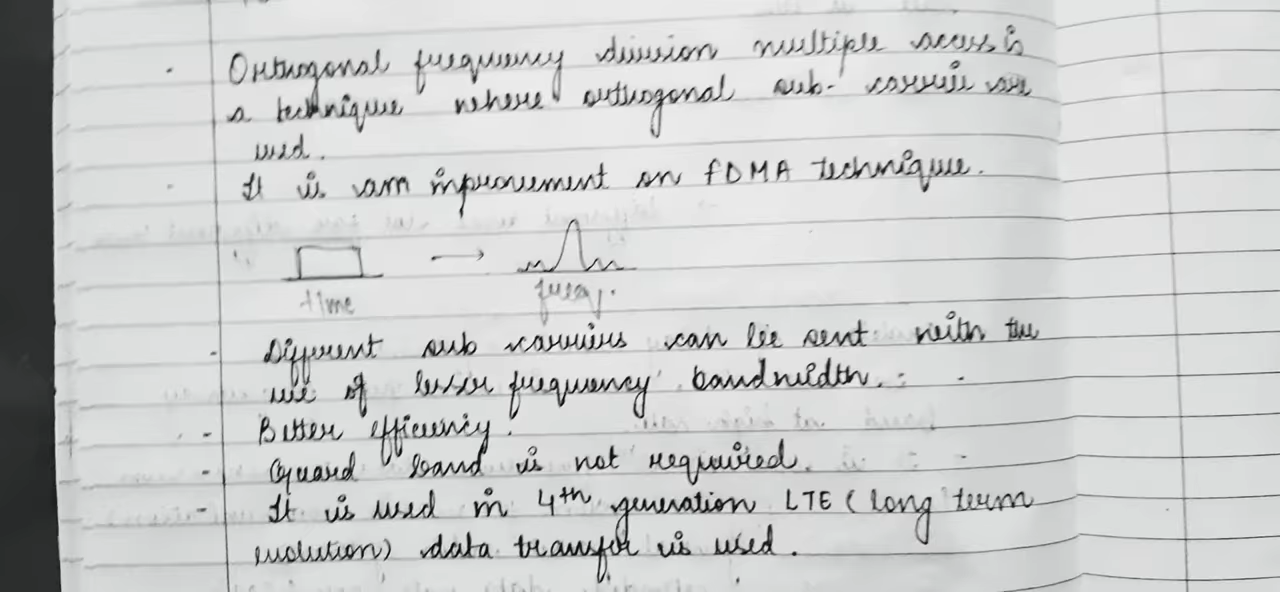 Orthogonal frequency division multiple access is
a technique where orthogonal sub- carrier are
used.
It is am improvement on FDMA technique.
time
freq.
Different sub carriers can be sent with the
use of lesser frequency bandwidth.
Better efficiency.
Guard band is not required.
It is used in 4th generation LTE (long term
evolution) data transfer is used.